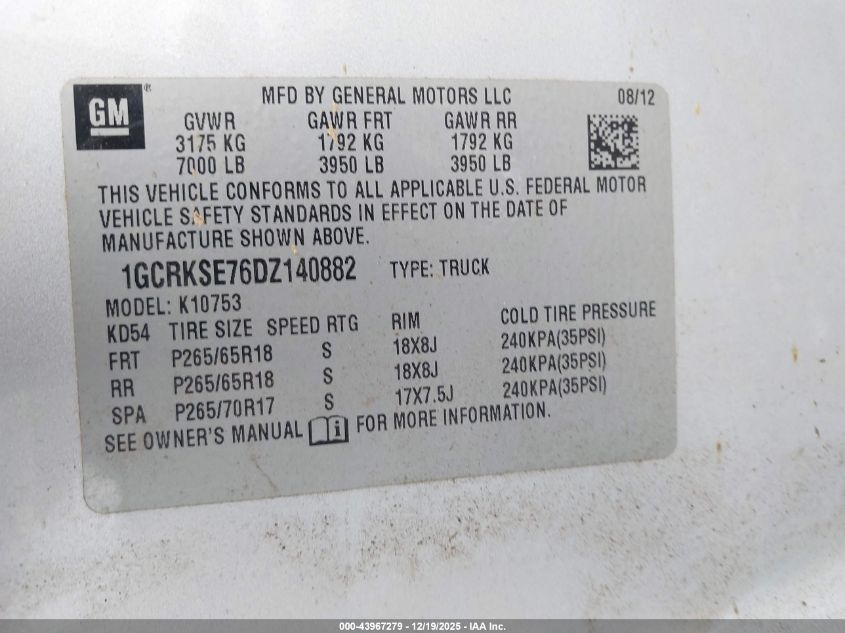 GM ®
MFD BY GENERAL MOTORS LLC 08/12
GVWR GAWR FRT GAWR RR
3175 KG 1792 KG 1792 KG
7000 LB 3950 LB 3950 LB
THIS VEHICLE CONFORMS TO ALL APPLICABLE U.S. FEDERAL MOTOR
VEHICLE SAFETY STANDARDS IN EFFECT ON THE DATE OF
MANUFACTURE SHOWN ABOVE.
1GCRKSE76DZ140882 TYPE: TRUCK
MODEL: K10753
KD54 TIRE SIZE SPEED RTG RIM COLD TIRE PRESSURE
FRT P265/65R18 S 18X8J 240KPA(35PSI)
RR P265/65R18 S 18X8J 240KPA(35PSI)
SPA P265/70R17 S 17X7.5J 240KPA(35PSI)
SEE OWNER'S MANUAL i FOR MORE INFORMATION.
000-43967279 - 12/19/2025 - IAA Inc.